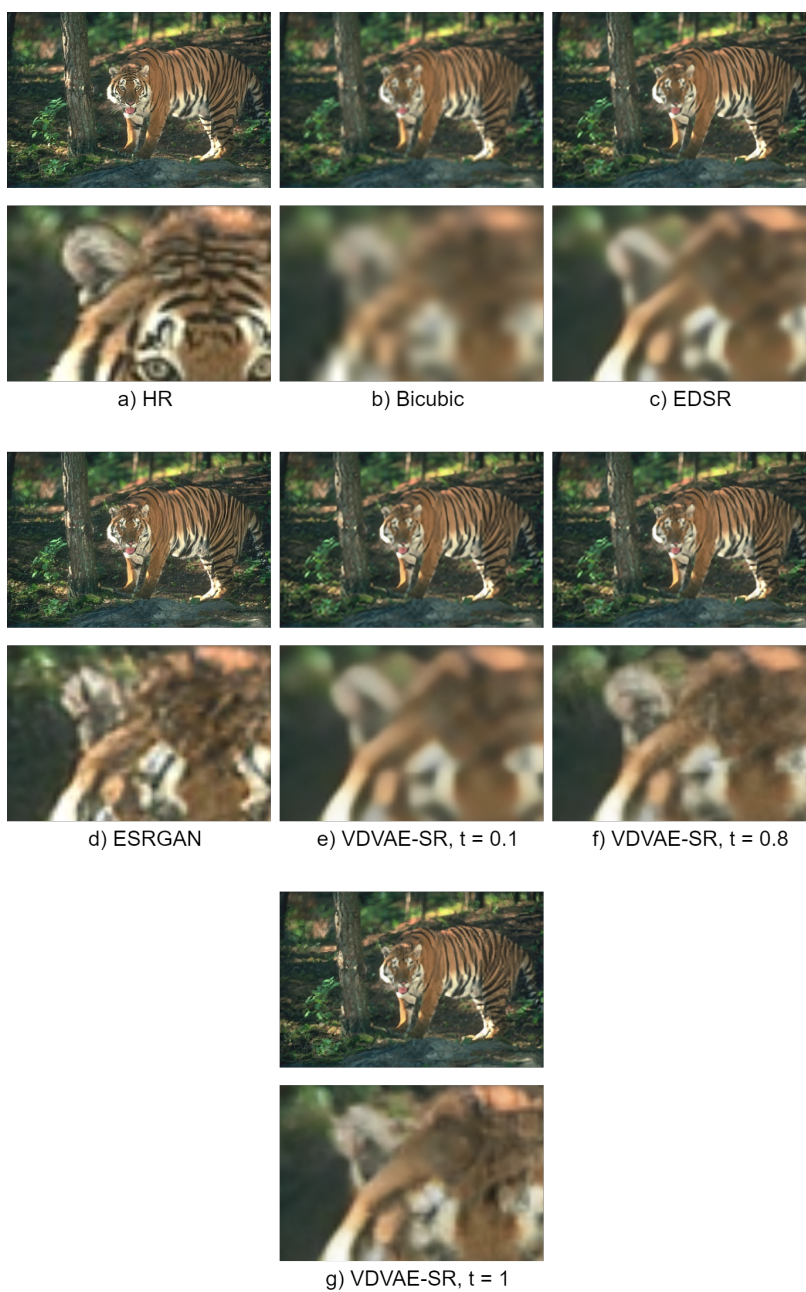 a) HR
b) Bicubic
c) EDSR
d) ESRGAN
e) VDVAE-SR, t = 0.1
f) VDVAE-SR, t = 0.8
g) VDVAE-SR, t = 1